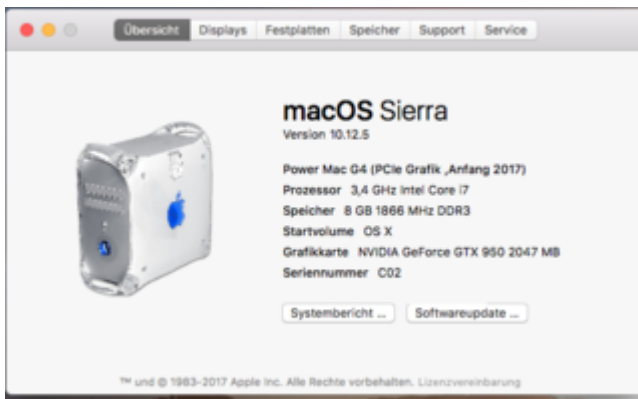 Übersicht Displays Festplatten Speicher Support Service
macOS Sierra
Version 10.12.5
Power Mac G4 (PCIe Grafik „Anfang 2017)
Prozessor 3,4 GHz Intel Core i7
Speicher 8 GB 1866 MHz DDR3
Startvolume OS X
Grafikkarte NVIDIA GeForce GTX 950 2047 MB
Seriennummer C02
Systembericht ... Softwareupdate ...
™ und © 1983-2017 Apple Inc. Alle Rechte vorbehalten. Lizenzvereinbarung